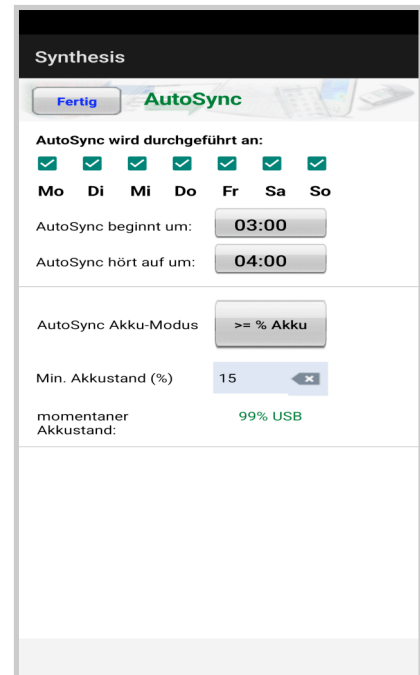 Synthesis
Fertig AutoSync
AutoSync wird durchgeführt an:
Mo Di Mi Do Fr Sa So
AutoSync beginnt um: 03:00
AutoSync hört auf um: 04:00
AutoSync Akku-Modus >= % Akku
Min. Akkustand (%) 15
momentaner 99% USB
Akkustand: